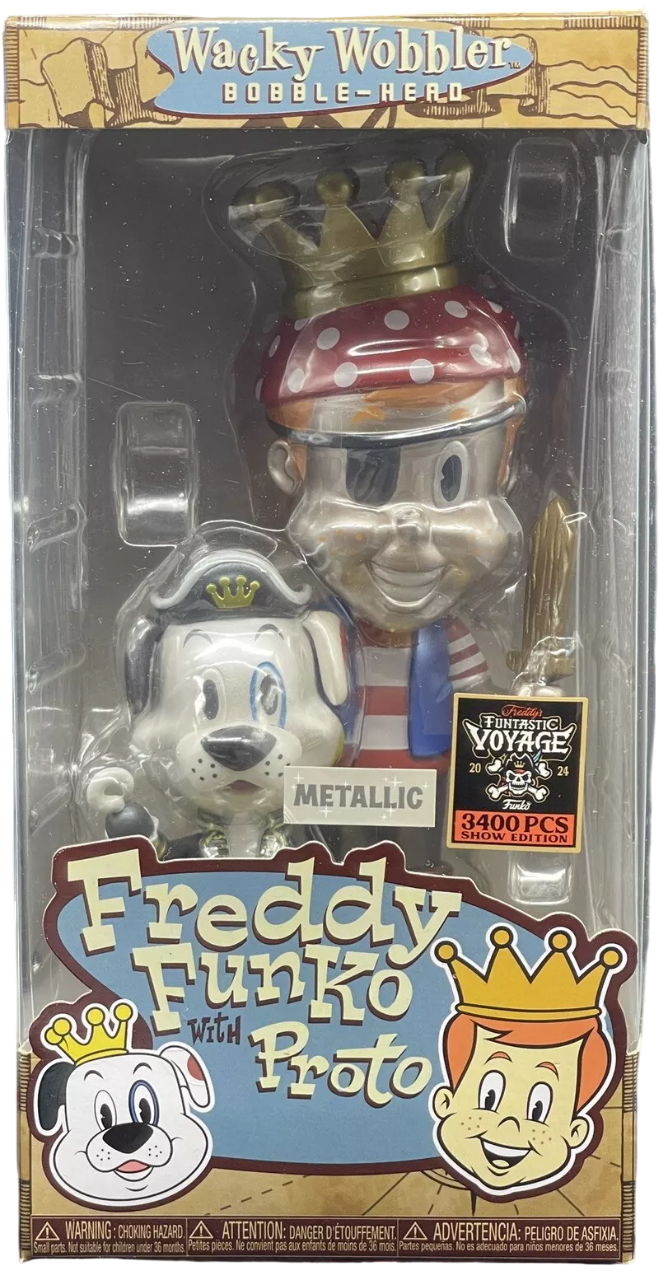 Wacky Wobbler™
BOBBLE-HEAD
Freddy's
FUNTASTIC
VOYAGE
20 24
Funko
3400 PCS
SHOW EDITION
METALLIC
Freddy
Funko
WITH
Proto
⚠ WARNING: CHOKING HAZARD.
Small parts. Not suitable for children under 36 months.
⚠ ATTENTION: DANGER D'ÉTOUFFEMENT.
Petites pièces. Ne convient pas aux enfants de moins de 36 mois.
⚠ ADVERTENCIA: PELIGRO DE ASFIXIA.
Partes pequeñas. No es adecuado para niños menores de 36 meses.